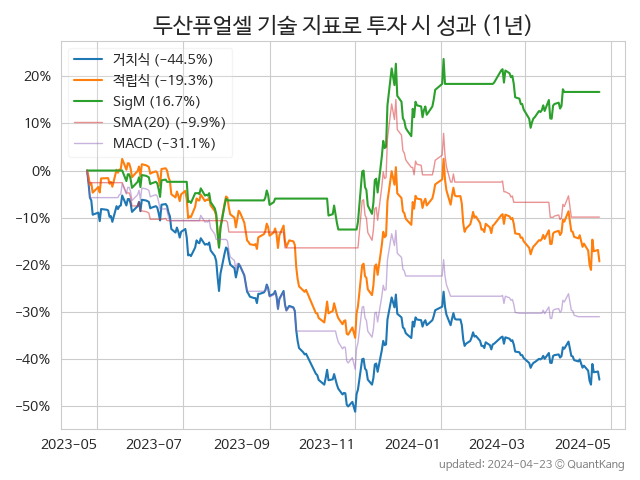 두산퓨얼셀 기술 지표로 투자 시 성과 (1년)
거치식 (−44.5%)
적립식 (−19.3%)
SigM (16.7%)
SMA(20) (−9.9%)
MACD (−31.1%)
20%
10%
0%
−10%
−20%
−30%
−40%
−50%
2023-05 2023-07 2023-09 2023-11 2024-01 2024-03 2024-05
updated: 2024-04-23 © QuantKang